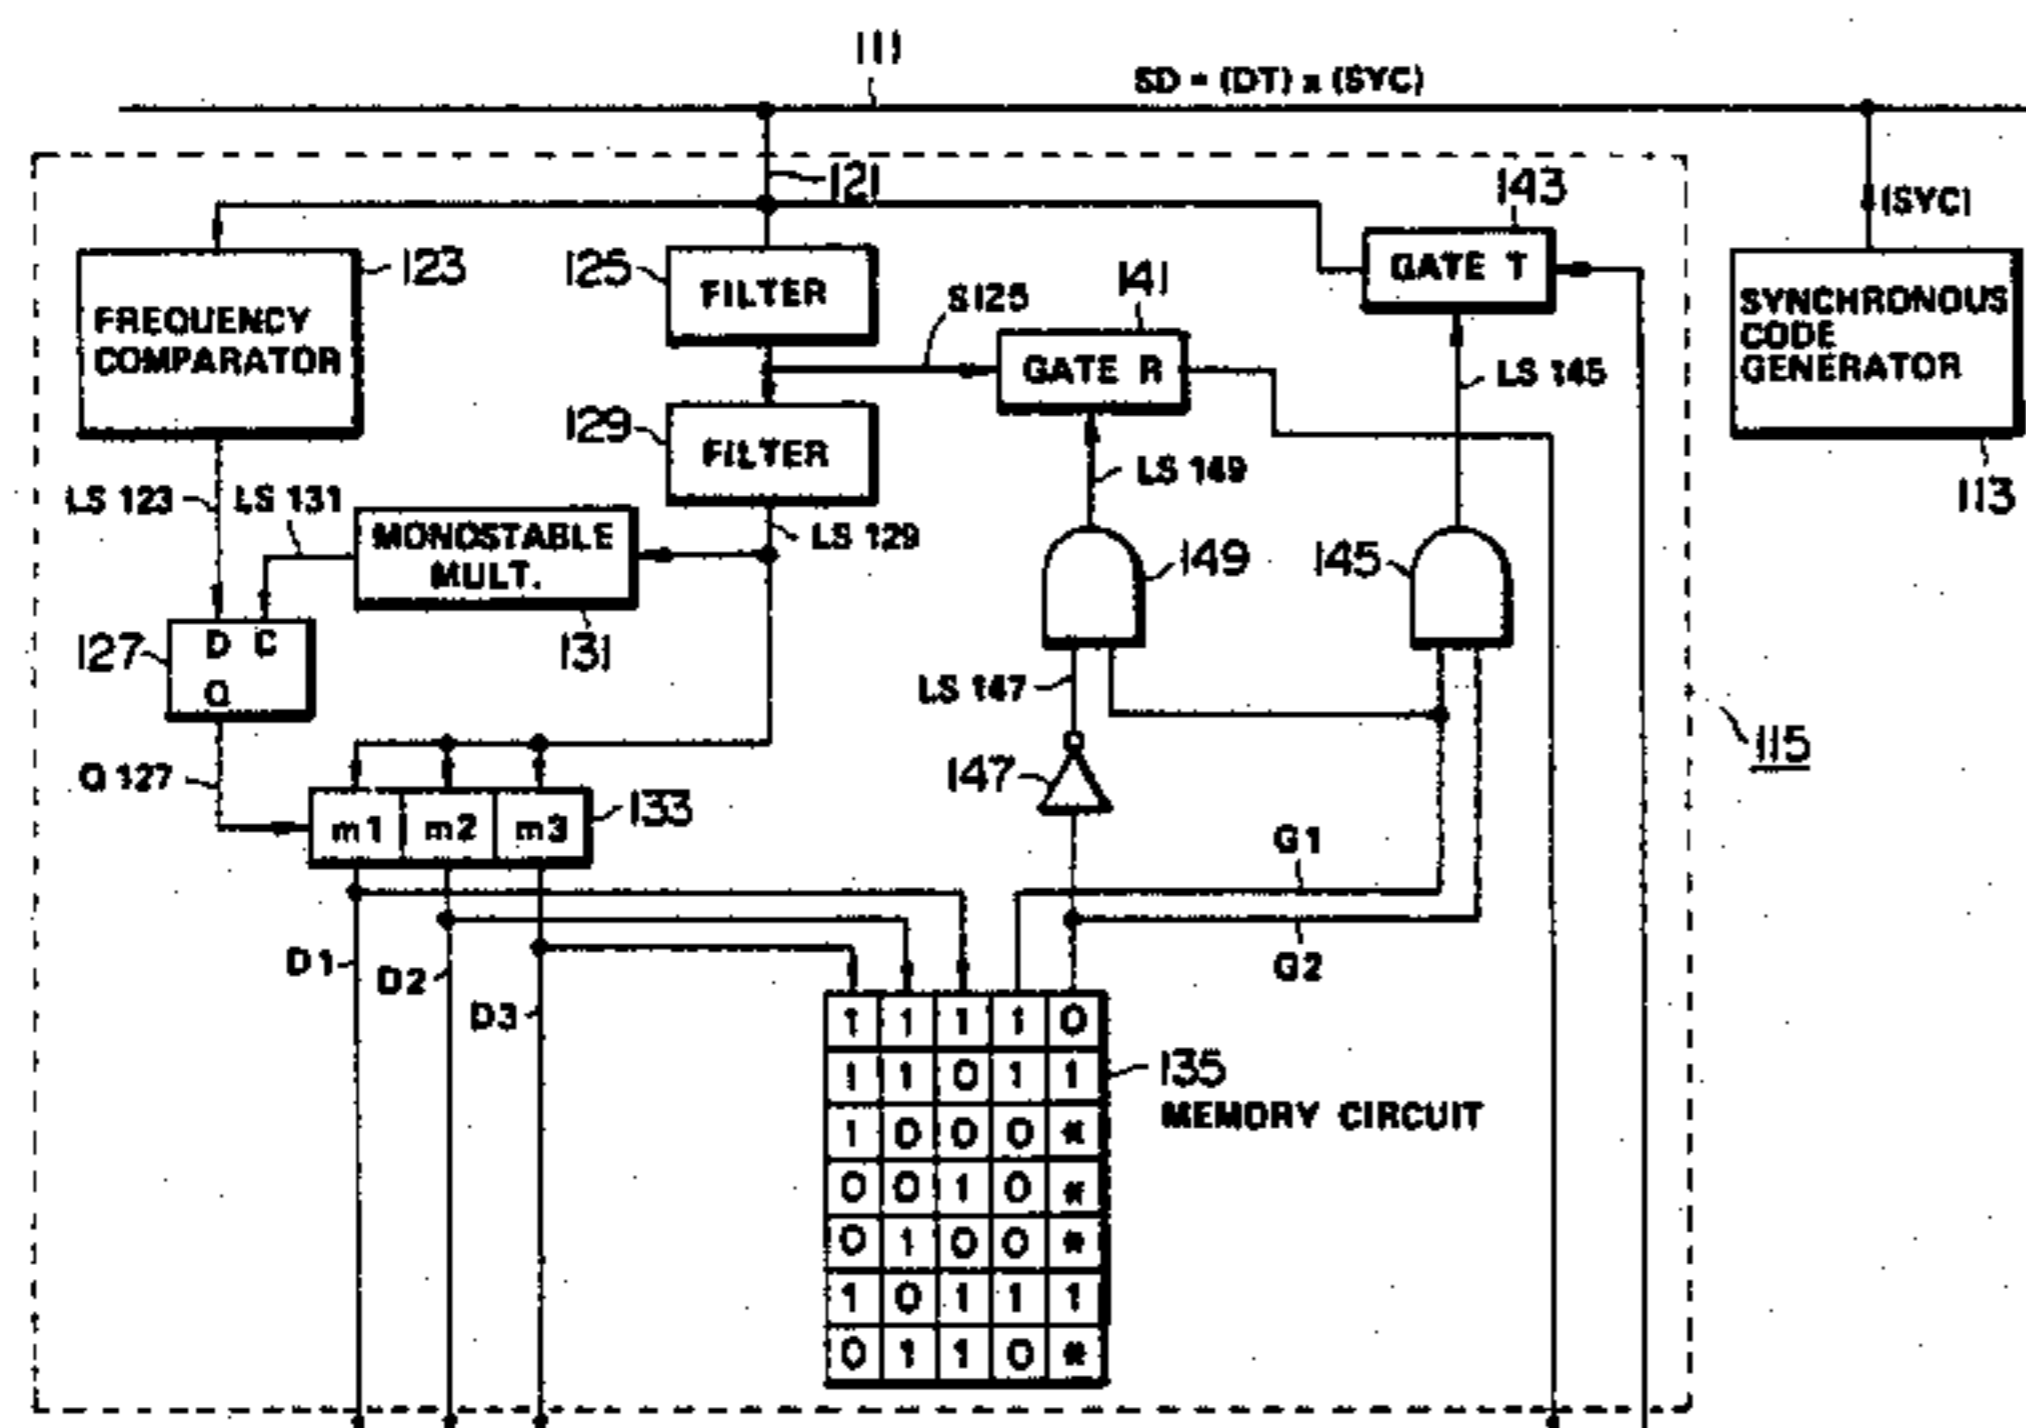 111
SD = (DT) x (SYC)
121
143
(SYC)
123
125
FILTER
S125
141
GATE T
FREQUENCY
COMPARATOR
GATE R
SYNCHRONOUS
CODE
GENERATOR
LS 145
129
FILTER
LS 149
113
LS 123
LS 131
MONOSTABLE
MULT.
LS 129
149
145
127
D C
Q
131
LS 147
115
Q 127
147
m1 m2 m3
133
G1
D1
D2
G2
D3
1 1 1 1 0
1 1 0 1 1
135
MEMORY CIRCUIT
1 0 0 0 *
0 0 1 0 *
0 1 0 0 *
1 0 1 1 1
0 1 1 0 *